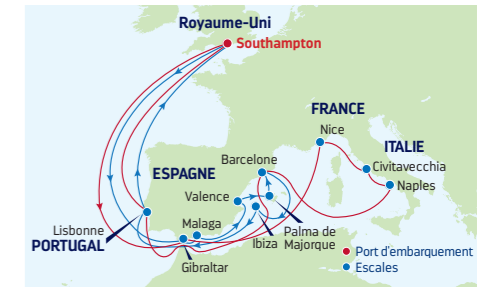 Royaume-Uni
Southampton
FRANCE
Nice
ITALIE
Civitavecchia
Naples
Barcelone
ESPAGNE
Valence
Palma de
Majorque
Ibiza
Malaga
Lisbonne
PORTUGAL
Gibraltar
Port d'embarquement
Escales